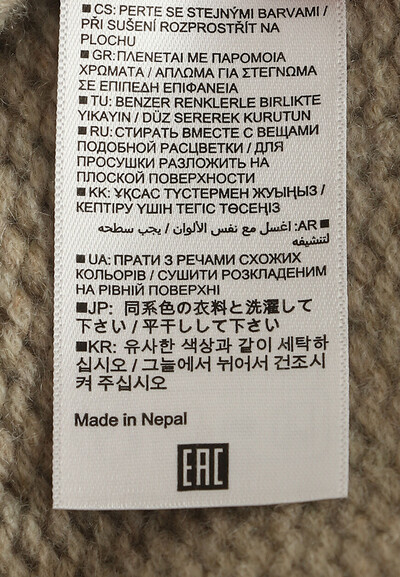 ■ CS: PERTE SE STEJNÝMI BARVAMI /
PŘI SUŠENÍ ROZPROSTŘÍT NA
PLOCHU
■ GR: ΠΛΕΝΕΤΑΙ ΜΕ ΠΑΡΟΜΟΙΑ
ΧΡΩΜΑΤΑ / ΑΠΛΩΜΑ ΓΙΑ ΣΤΕΓΝΩΜΑ
ΣΕ ΕΠΙΠΕΔΗ ΕΠΙΦΑΝΕΙΑ
■ TU: BENZER RENKLERLE BIRLIKTE
YIKAYIN / DÜZ SEREREK KURUTUN
■ RU: СТИРАТЬ ВМЕСТЕ С ВЕЩАМИ
ПОДОБНОЙ РАСЦВЕТКИ / ДЛЯ
ПРОСУШКИ РАЗЛОЖИТЬ НА
ПЛОСКОЙ ПОВЕРХНОСТИ
■ KK: ҰҚСАС ТҮСТЕРМЕН ЖУЫҢЫЗ /
КЕПТІРУ ҮШІН ТЕГІС ТӨСЕҢІЗ
■ AR: اغسل مع نفس الألوان / يجب سطحه
لتنشيفه
■ UA: ПРАТИ З РЕЧАМИ СХОЖИХ
КОЛЬОРІВ / СУШИТИ РОЗКЛАДЕНИМ
НА РІВНІЙ ПОВЕРХНІ
■JP: 同系色の衣料と洗濯して
下さい / 平干しして下さい
■KR: 유사한 색상과 같이 세탁하
십시오 / 그늘에서 뉘어서 건조시
켜 주십시오
Made in Nepal
EAC